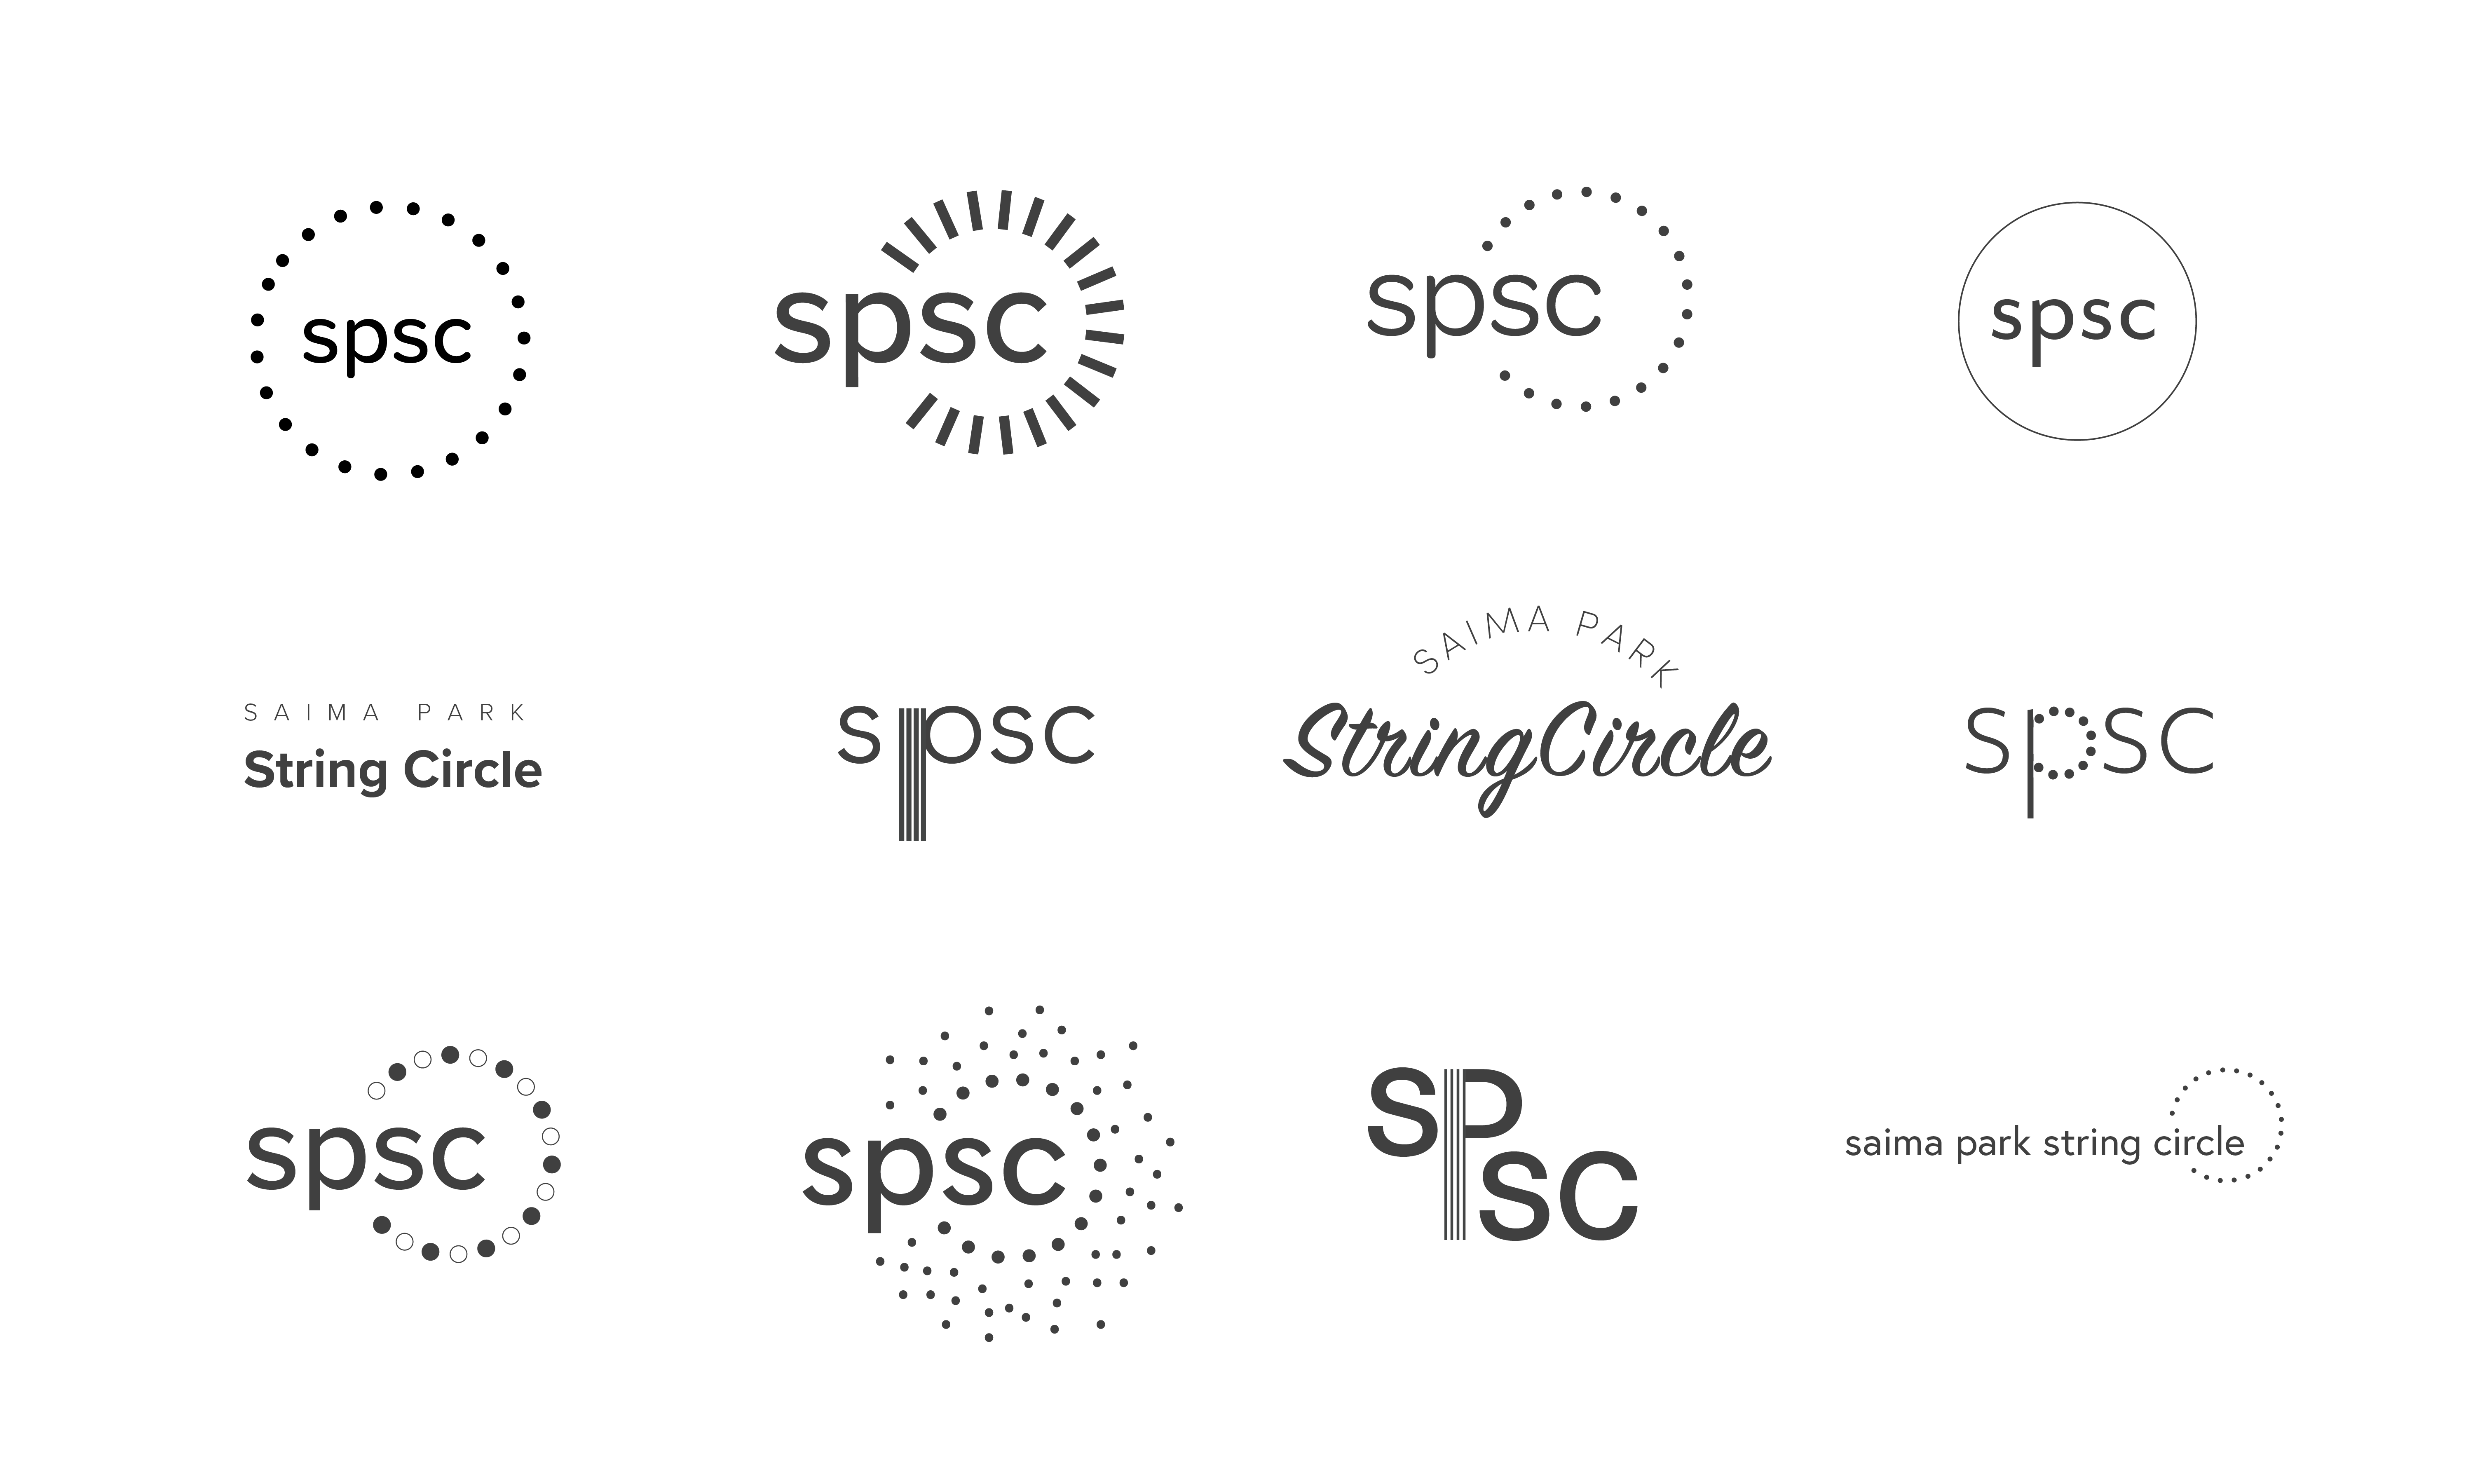 spsc
spsc
spsc
spsc
SAIMA PARK
String Circle
spsc
SAIMA PARK
StringCircle
spsc
spsc
spsc
SP
SC
saima park string circle